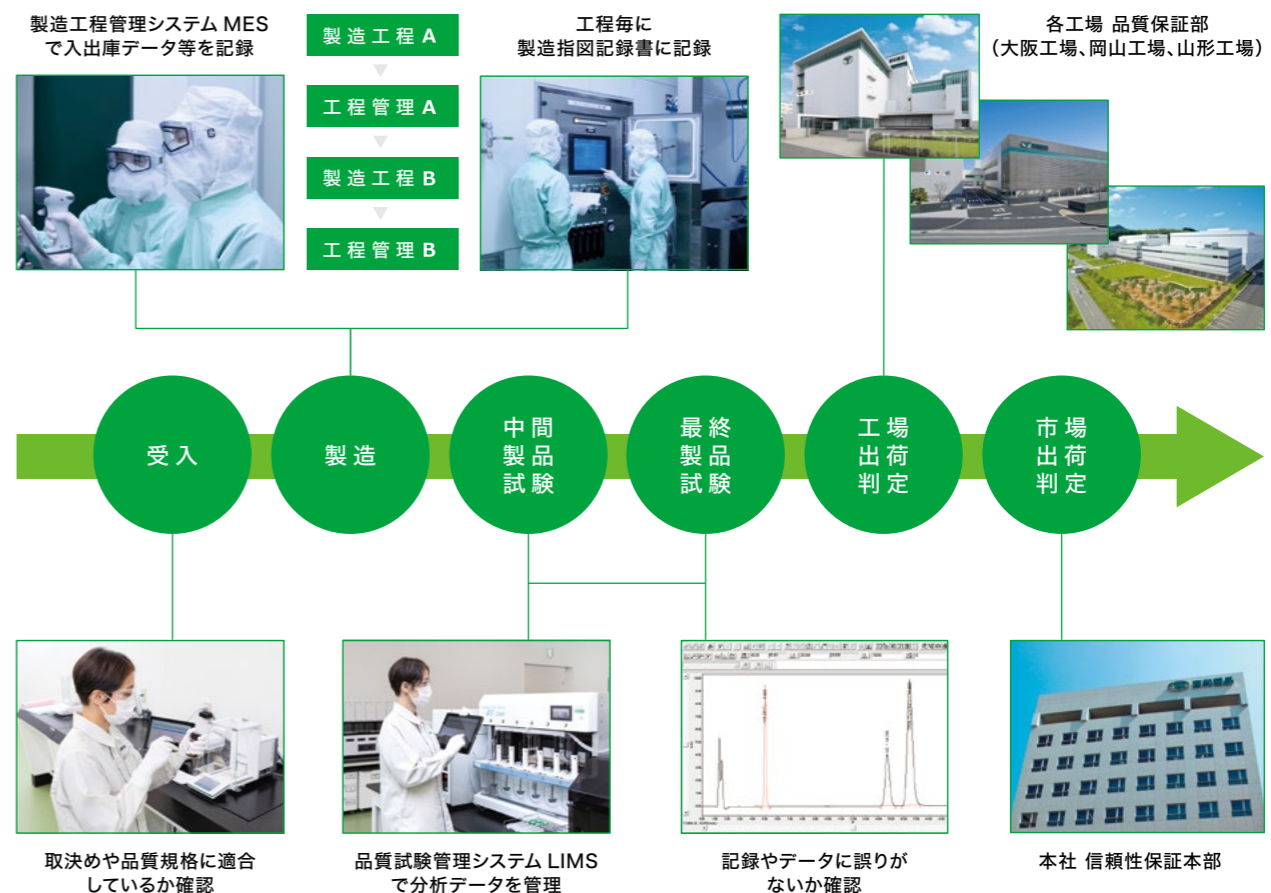 製造工程管理システム MES
で入出庫データ等を記録
製造工程 A
工程管理 A
製造工程 B
工程管理 B
工程毎に
製造指図記録書に記録
各工場 品質保証部
（大阪工場、岡山工場、山形工場）
受入
製造
中間
製品
試験
最終
製品
試験
工場
出荷
判定
市場
出荷
判定
取決めや品質規格に適合
しているか確認
品質試験管理システム LIMS
で分析データを管理
記録やデータに誤りが
ないか確認
本社 信頼性保証本部